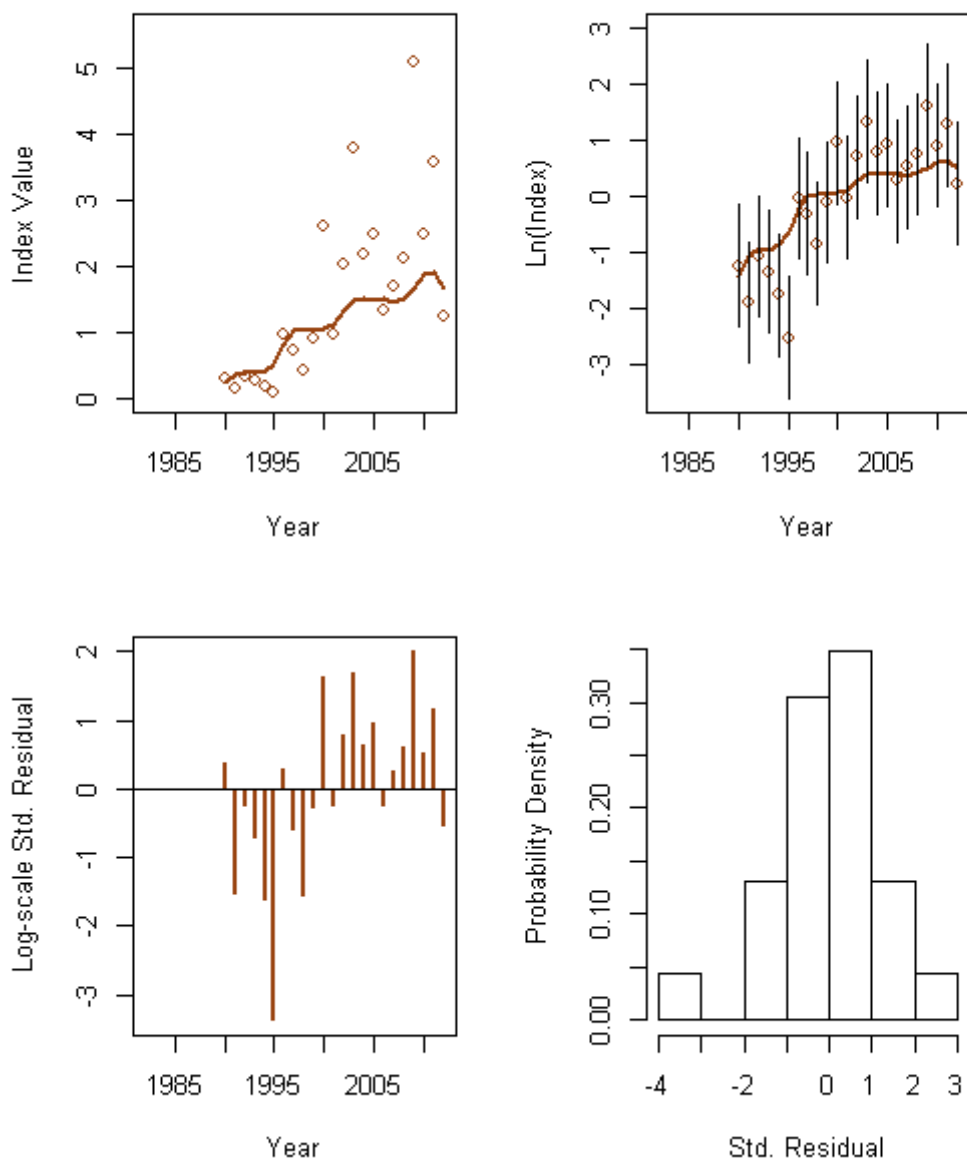 Index Value
5
4
3
2
1
0
1985 1995 2005
Year
Ln(Index)
3
2
1
0
-1
-2
-3
1985 1995 2005
Year
Log-scale Std. Residual
2
1
0
-1
-2
-3
1985 1995 2005
Year
Probability Density
0.30
0.20
0.10
0.00
-4 -2 0 1 2 3
Std. Residual